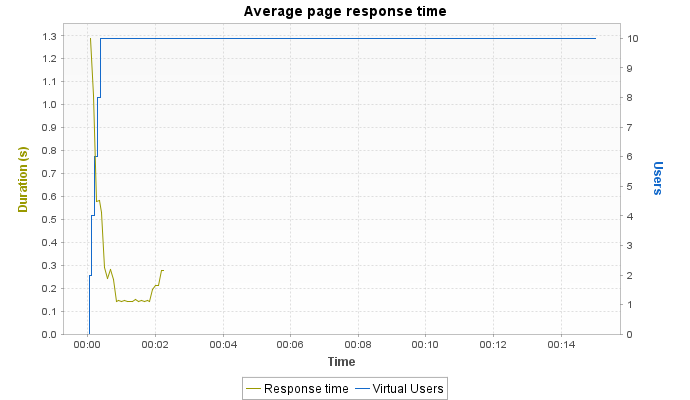 Average page response time
1.3 10
1.2 9
1.1
1.0 8
0.9 7
0.8
0.7 6
0.6 5
0.5 4
0.4 3
0.3 2
0.2
0.1 1
0.0 0
Duration (s)
Users
00:00 00:02 00:04 00:06 00:08 00:10 00:12 00:14
Time
Response time Virtual Users